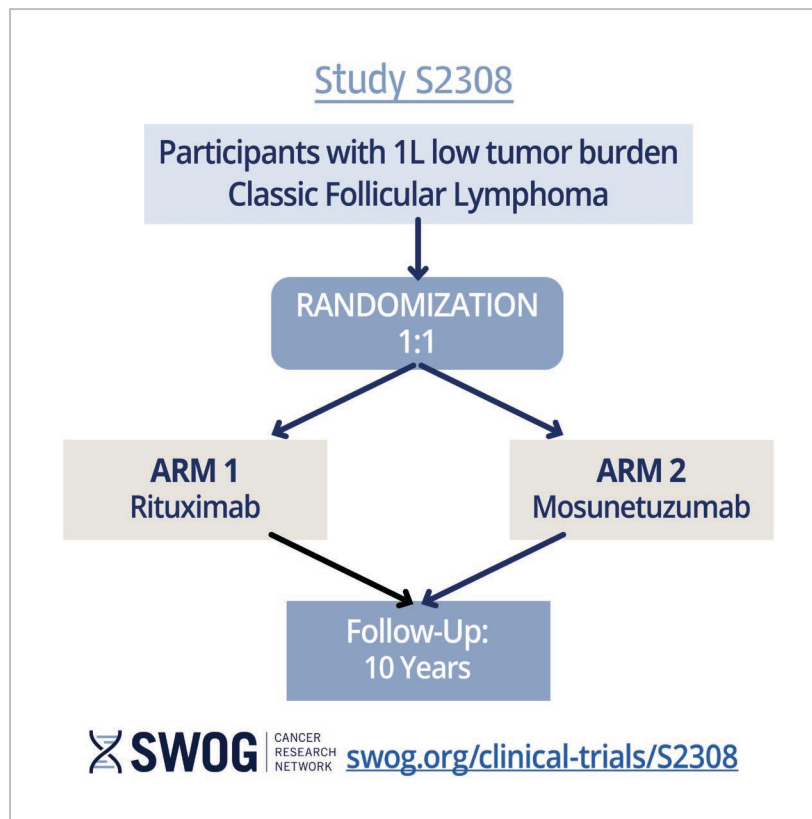 Study S2308
Participants with 1L low tumor burden
Classic Follicular Lymphoma
RANDOMIZATION
1:1
ARM 1
Rituximab
ARM 2
Mosunetuzumab
Follow-Up:
10 Years
SWOG
CANCER
RESEARCH
NETWORK
swog.org/clinical-trials/S2308